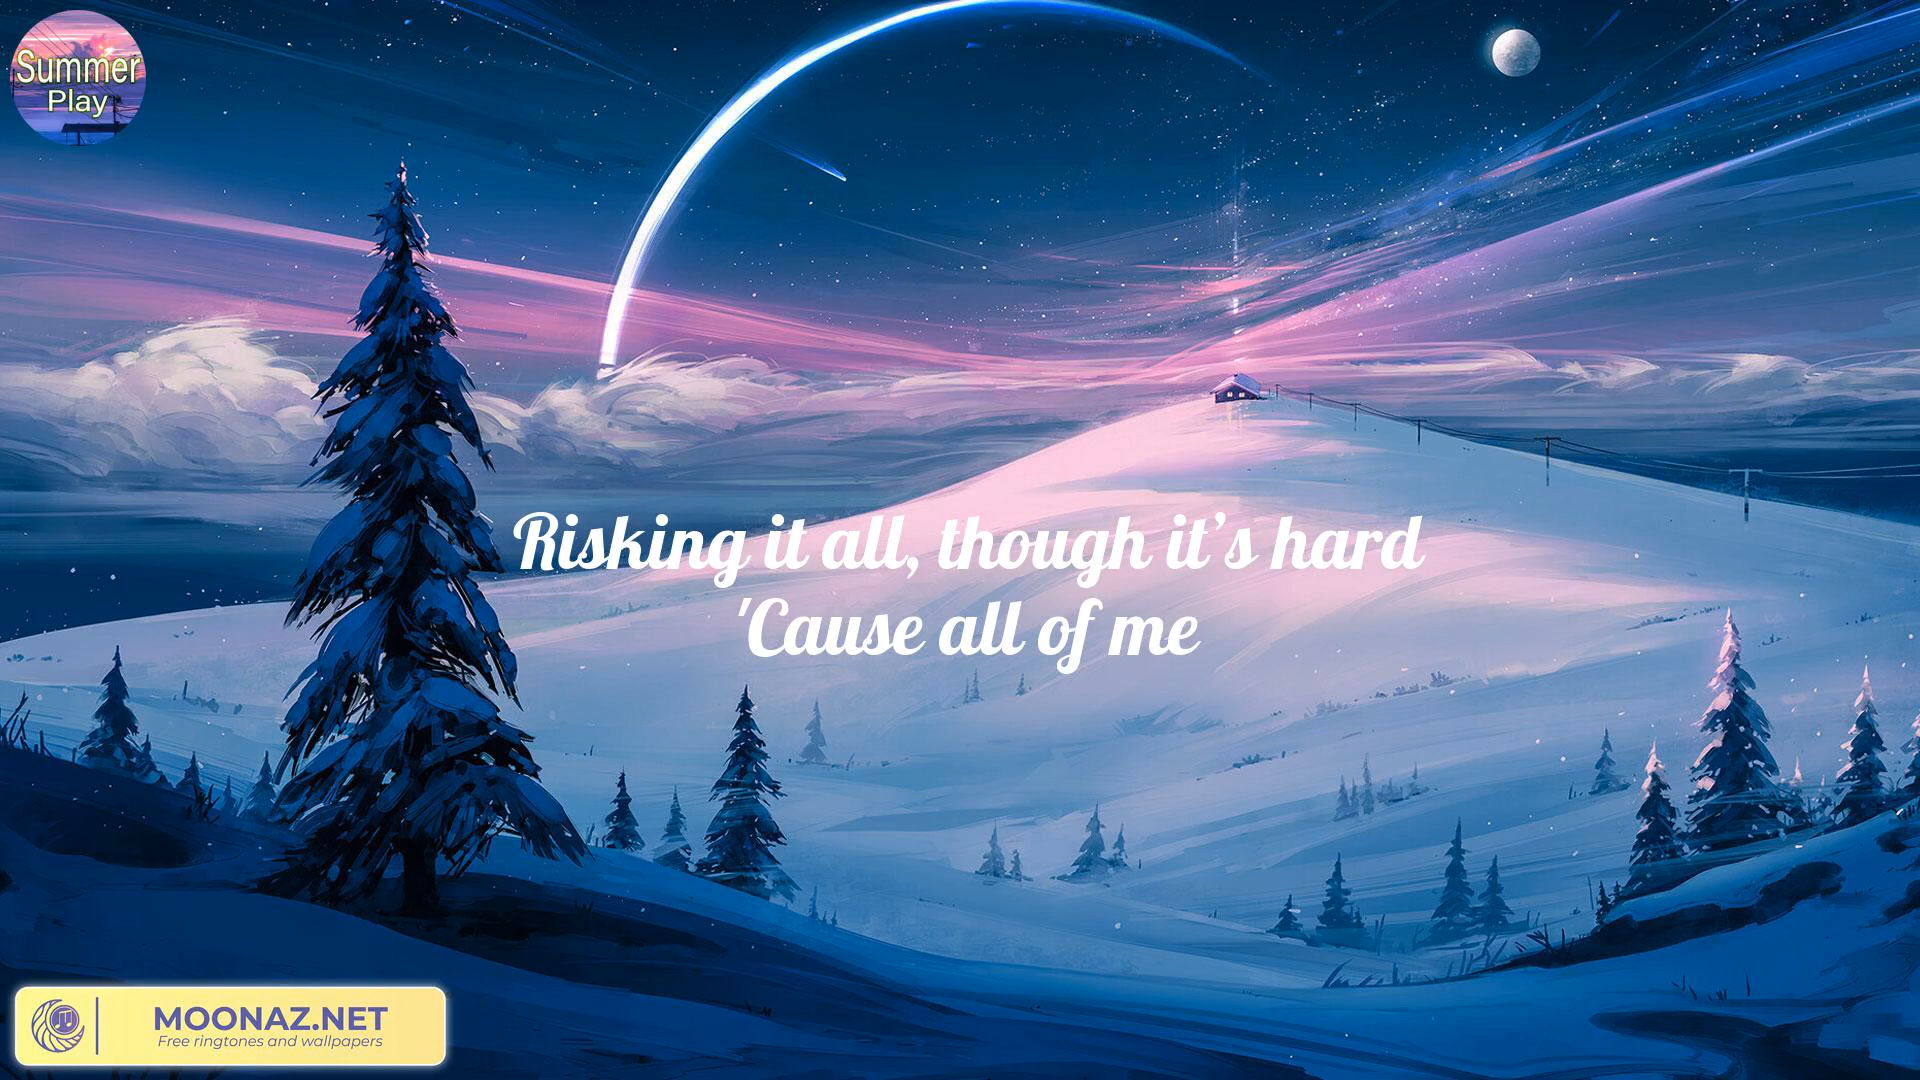 Summer
Play
Risking it all, though it’s hard
'Cause all of me
MOONAZ.NET
Free ringtones and wallpapers